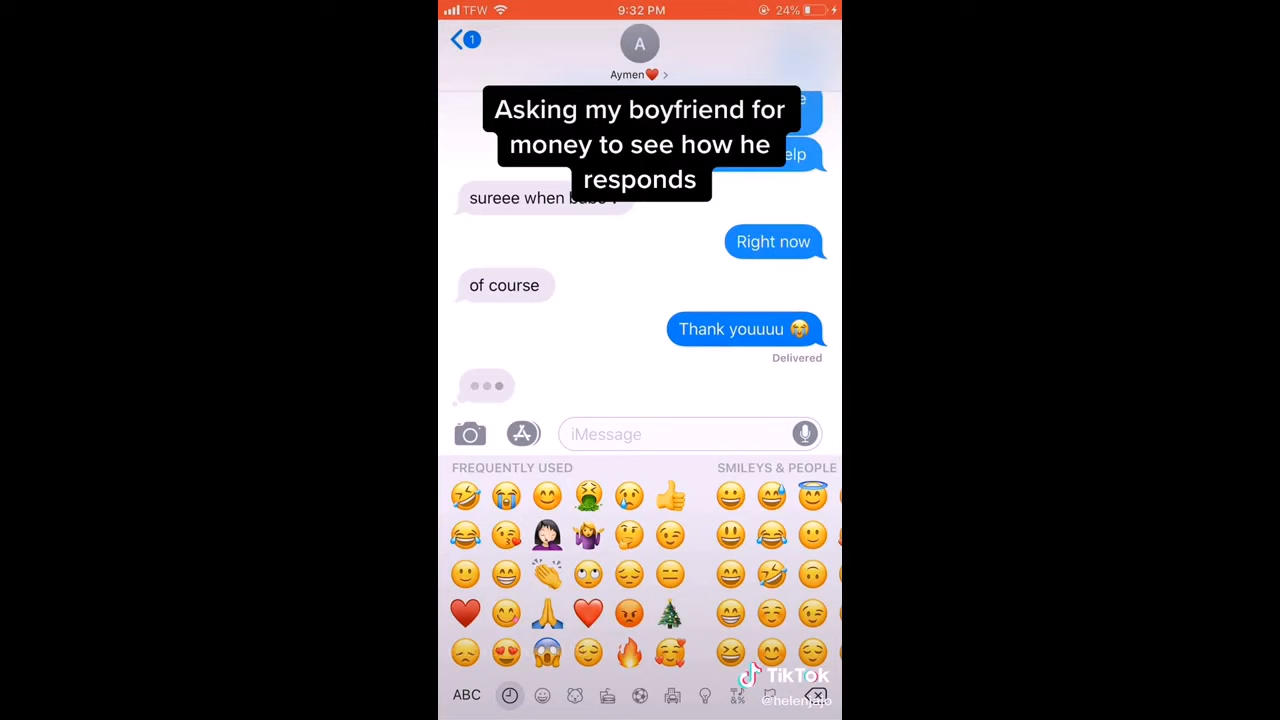 TFW 9:32 PM 24%
1
A
Aymen❤️ >
Asking my boyfriend for
money to see how he
responds
sureee when
Right now
of course
Thank youuuu 😭
Delivered
iMessage
FREQUENTLY USED SMILEYS & PEOPLE
ABC
TikTok
@helenjajo